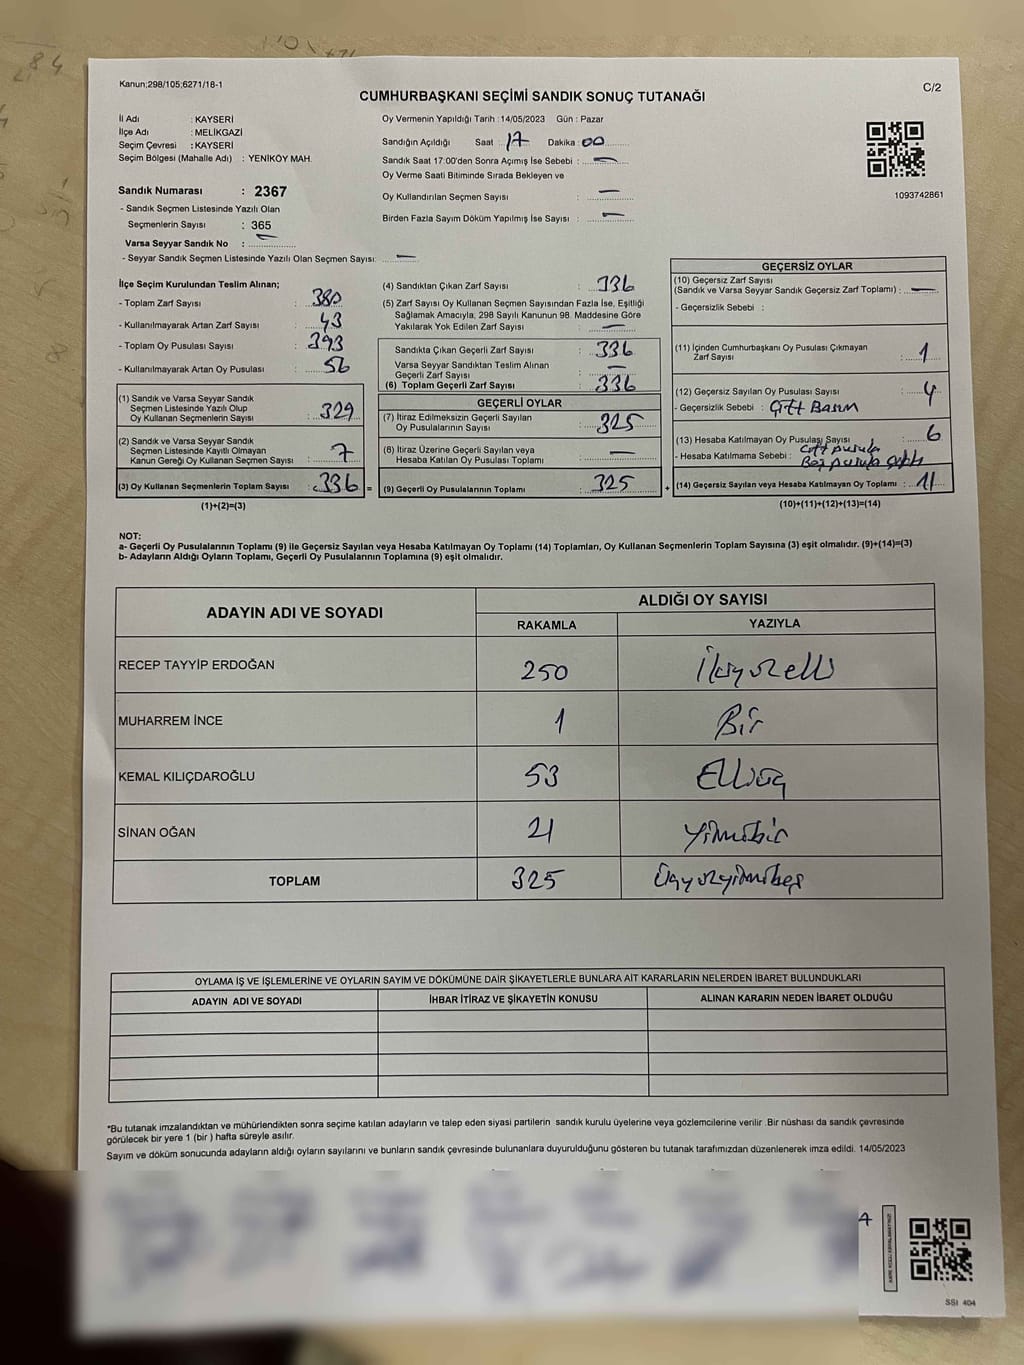 Kanun;298/105;6271/18-1
C/2
CUMHURBAŞKANI SEÇİMİ SANDIK SONUÇ TUTANAĞI
İl Adı : KAYSERİ
İlçe Adı : MELİKGAZİ
Seçim Çevresi : KAYSERİ
Seçim Bölgesi (Mahalle Adı) : YENİKÖY MAH.
Sandık Numarası : 2367
- Sandık Seçmen Listesinde Yazılı Olan
Seçmenlerin Sayısı : 365
Varsa Seyyar Sandık No : —
- Seyyar Sandık Seçmen Listesinde Yazılı Olan Seçmen Sayısı: —
Oy Vermenin Yapıldığı Tarih :14/05/2023 Gün : Pazar
Sandığın Açıldığı Saat : 17 Dakika : 00
Sandık Saat 17:00'den Sonra Açımış İse Sebebi : —
Oy Verme Saati Bitiminde Sırada Bekleyen ve
Oy Kullandırılan Seçmen Sayısı : —
Birden Fazla Sayım Döküm Yapılmış İse Sayısı : —
1093742861
İlçe Seçim Kurulundan Teslim Alınan;
- Toplam Zarf Sayısı : 380
- Kullanılmayarak Artan Zarf Sayısı : 43
- Toplam Oy Pusulası Sayısı : 393
- Kullanılmayarak Artan Oy Pusulası : 56
(1) Sandık ve Varsa Seyyar Sandık
Seçmen Listesinde Yazılı Olup
Oy Kullanan Seçmenlerin Sayısı : 329
(2) Sandık ve Varsa Seyyar Sandık
Seçmen Listesinde Kayıtlı Olmayan
Kanun Gereği Oy Kullanan Seçmen Sayısı : 7
(3) Oy Kullanan Seçmenlerin Toplam Sayısı : 336 =
(1)+(2)=(3)
(4) Sandıktan Çıkan Zarf Sayısı : 336
(5) Zarf Sayısı Oy Kullanan Seçmen Sayısından Fazla İse, Eşitliği
Sağlamak Amacıyla, 298 Sayılı Kanunun 98. Maddesine Göre
Yakılarak Yok Edilen Zarf Sayısı : —
Sandıkta Çıkan Geçerli Zarf Sayısı : 336
Varsa Seyyar Sandıktan Teslim Alınan
Geçerli Zarf Sayısı : —
(6) Toplam Geçerli Zarf Sayısı : 336
GEÇERLİ OYLAR
(7) İtiraz Edilmeksizin Geçerli Sayılan
Oy Pusulalarının Sayısı : 325
(8) İtiraz Üzerine Geçerli Sayılan veya
Hesaba Katılan Oy Pusulası Toplamı : —
(9) Geçerli Oy Pusulalarının Toplamı : 325 +
GEÇERSİZ OYLAR
(10) Geçersiz Zarf Sayısı
(Sandık ve Varsa Seyyar Sandık Geçersiz Zarf Toplamı) : —
- Geçersizlik Sebebi :
(11) İçinden Cumhurbaşkanı Oy Pusulası Çıkmayan
Zarf Sayısı : 1
(12) Geçersiz Sayılan Oy Pusulası Sayısı : 4
- Geçersizlik Sebebi : Çift Basım
(13) Hesaba Katılmayan Oy Pusulası Sayısı : 6
- Hesaba Katılmama Sebebi : Çift pusula
Boş pusula çıktı
(14) Geçersiz Sayılan veya Hesaba Katılmayan Oy Toplamı : 11
(10)+(11)+(12)+(13)=(14)
NOT:
a- Geçerli Oy Pusulalarının Toplamı (9) ile Geçersiz Sayılan veya Hesaba Katılmayan Oy Toplamı (14) Toplamları, Oy Kullanan Seçmenlerin Toplam Sayısına (3) eşit olmalıdır. (9)+(14)=(3)
b- Adayların Aldığı Oyların Toplamı, Geçerli Oy Pusulalarının Toplamına (9) eşit olmalıdır.
ADAYIN ADI VE SOYADI
ALDIĞI OY SAYISI
RAKAMLA YAZIYLA
RECEP TAYYİP ERDOĞAN 250 İkiyüzelli
MUHARREM İNCE 1 Bir
KEMAL KILIÇDAROĞLU 53 Elliüç
SİNAN OĞAN 21 Yirmibir
TOPLAM 325 Üçyüzyirmibeş
OYLAMA İŞ VE İŞLEMLERİNE VE OYLARIN SAYIM VE DÖKÜMÜNE DAİR ŞİKAYETLERLE BUNLARA AİT KARARLARIN NELERDEN İBARET BULUNDUKLARI
ADAYIN ADI VE SOYADI İHBAR İTİRAZ VE ŞİKAYETİN KONUSU ALINAN KARARIN NEDEN İBARET OLDUĞU
*Bu tutanak imzalandıktan ve mühürlendikten sonra seçime katılan adayların ve talep eden siyasi partilerin sandık kurulu üyelerine veya gözlemcilerine verilir .Bir nüshası da sandık çevresinde
görülecek bir yere 1 (bir ) hafta süreyle asılır.
Sayım ve döküm sonucunda adayların aldığı oyların sayılarını ve bunların sandık çevresinde bulunanlara duyurulduğunu gösteren bu tutanak tarafımızdan düzenlenerek imza edildi. 14/05/2023
SSI 404